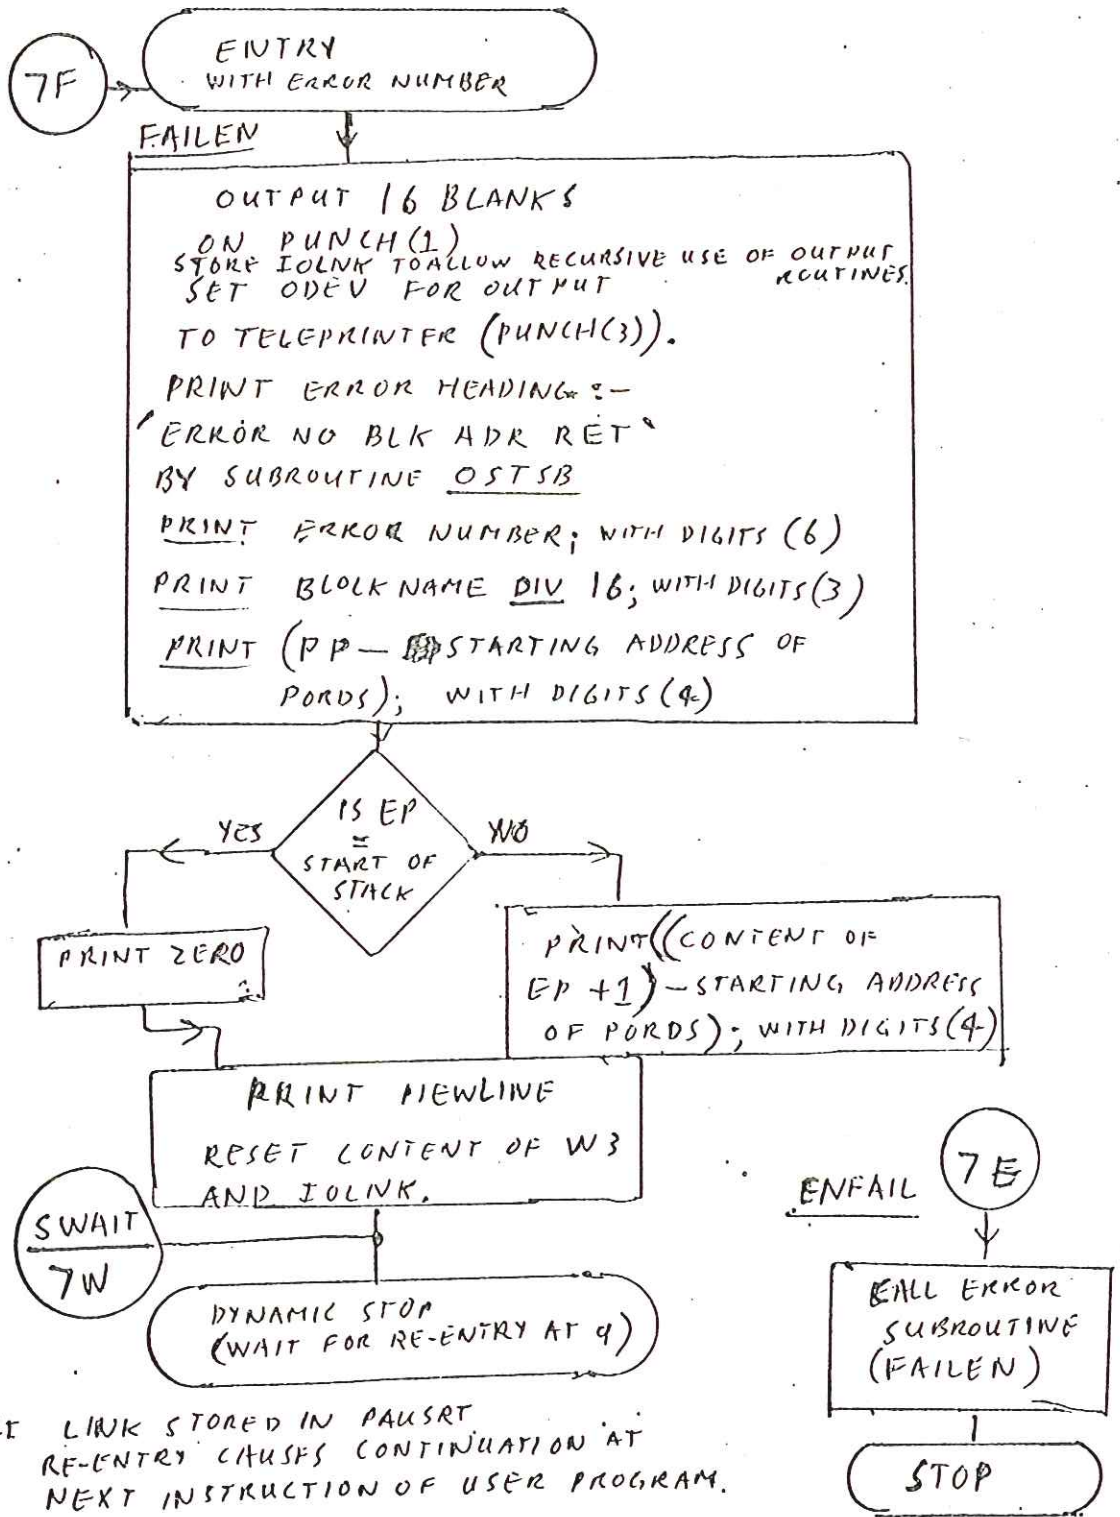 7F
ENTRY
WITH ERROR NUMBER
FAILEN
OUTPUT 16 BLANKS
ON PUNCH(1)
STORE IOLNK TO ALLOW RECURSIVE USE OF OUTPUT
ROUTINES.
SET ODEV FOR OUTPUT
TO TELEPRINTER (PUNCH(3)).
PRINT ERROR HEADING :-
'ERROR NO BLK ADR RET'
BY SUBROUTINE OSTSB
PRINT ERROR NUMBER; WITH DIGITS (6)
PRINT BLOCKNAME DIV 16; WITH DIGITS(3)
PRINT (PP - STARTING ADDRESS OF
PORDS); WITH DIGITS(4)
IS EP
=
START OF
STACK
YES
NO
PRINT ZERO
PRINT((CONTENT OF
EP +1) - STARTING ADDRESS
OF PORDS); WITH DIGITS(4)
PRINT NEWLINE
RESET CONTENT OF W3
AND IOLNK.
SWAIT
7W
DYNAMIC STOP
(WAIT FOR RE-ENTRY AT 9)
LINK STORED IN PAUSRT
RE-ENTRY CAUSES CONTINUATION AT
NEXT INSTRUCTION OF USER PROGRAM.
7E
ENFAIL
CALL ERROR
SUBROUTINE
(FAILEN)
STOP